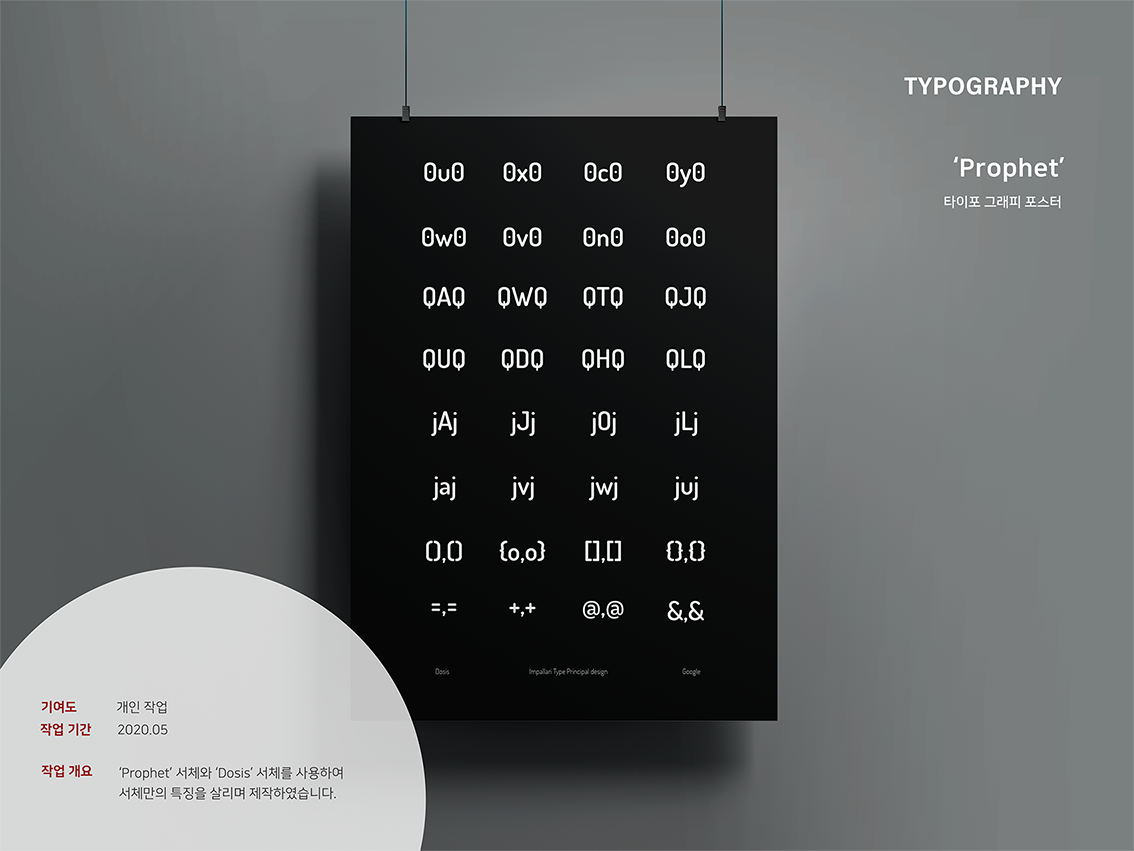 TYPOGRAPHY
‘Prophet’
타이포 그래피 포스터
0u0 0x0 0c0 0y0
0w0 0v0 0n0 0o0
QAQ QWQ QTQ QJQ
QUQ QDQ QHQ QLQ
jAj jJj jOj jLj
jaj jvj jwj juj
(),() {o,o} [],[] {},{}
=,= +,+ @,@ &,&
Dosis Impallari Type Principal design Google
기여도 개인 작업
작업 기간 2020.05
작업 개요 ‘Prophet’ 서체와 ‘Dosis’ 서체를 사용하여
서체만의 특징을 살리며 제작하였습니다.